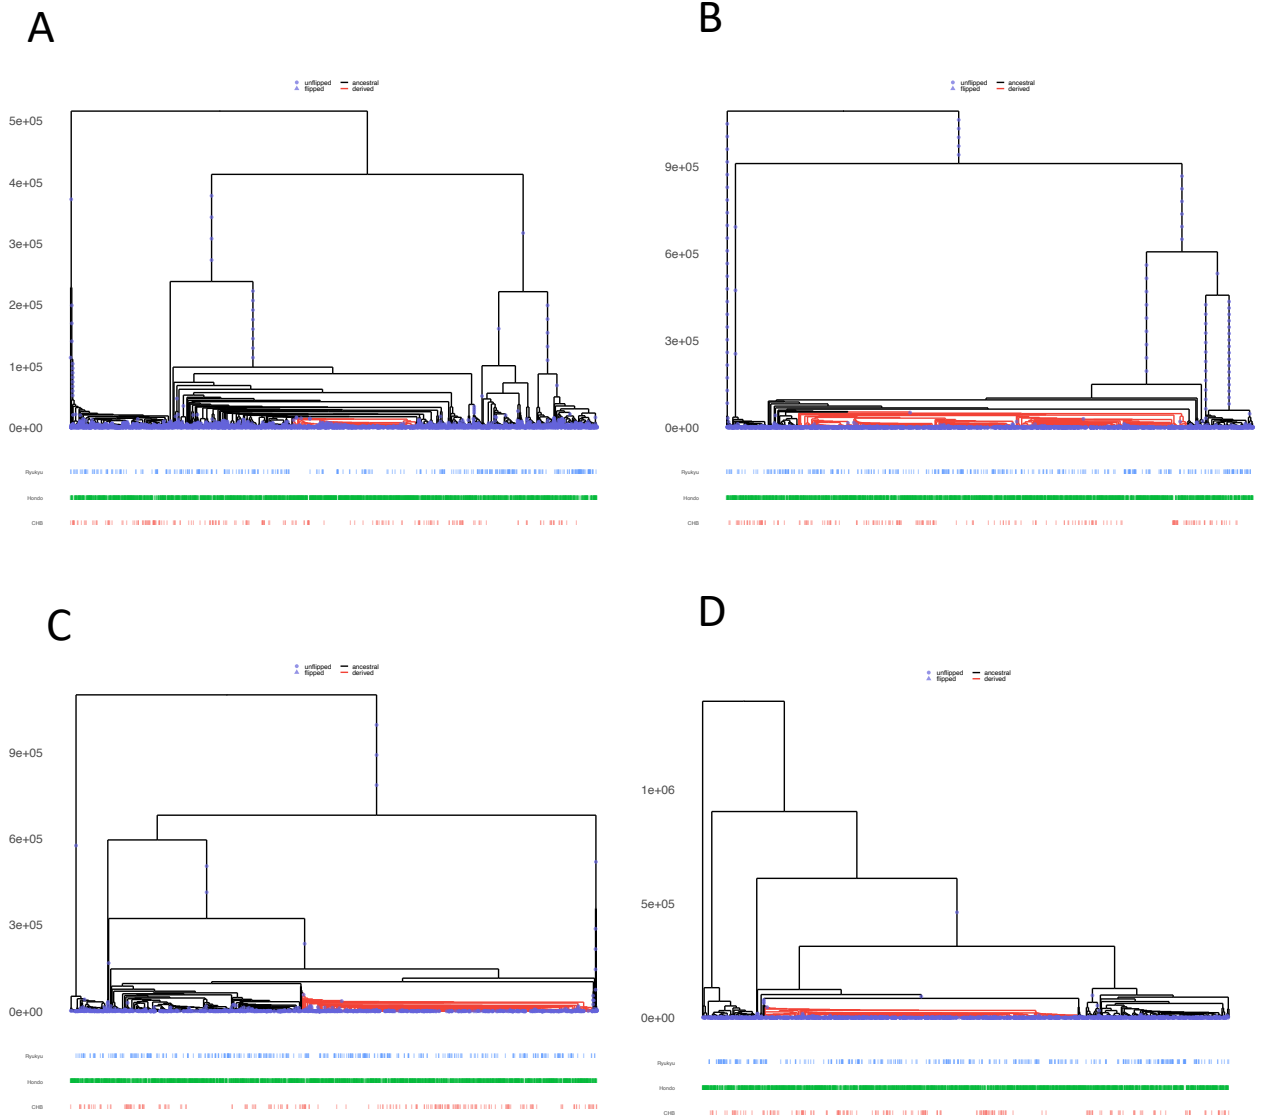 A
unflipped ancestral
flipped derived
5e+05
4e+05
3e+05
2e+05
1e+05
0e+00
Ryukyu
Hondo
CHB
B
unflipped ancestral
flipped derived
9e+05
6e+05
3e+05
0e+00
Ryukyu
Hondo
CHB
C
unflipped ancestral
flipped derived
9e+05
6e+05
3e+05
0e+00
Ryukyu
Hondo
CHB
D
unflipped ancestral
flipped derived
1e+06
5e+05
0e+00
Ryukyu
Hondo
CHB